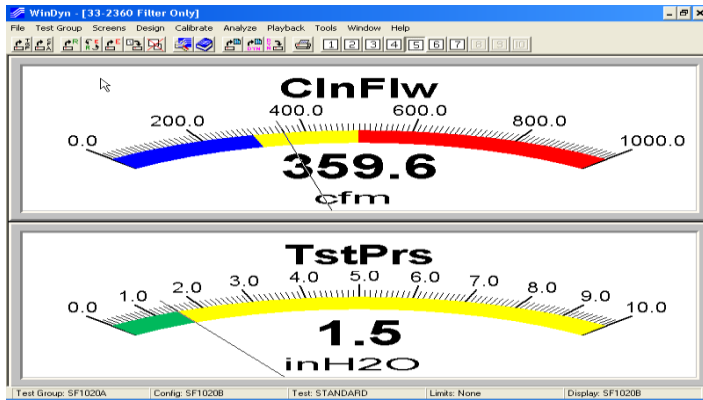 WinDyn - [33-2360 Filter Only]
File Test Group Screens Design Calibrate Analyze Playback Tools Window Help
1 2 3 4 5 6 7 8 9 10
ClnFlw
0.0 200.0 400.0 600.0 800.0 1000.0
359.6
cfm
TstPrs
0.0 1.0 2.0 3.0 4.0 5.0 6.0 7.0 8.0 9.0 10.0
1.5
inH2O
Test Group: SF1020A Config: SF1020B Test: STANDARD Limits: None Display: SF1020B